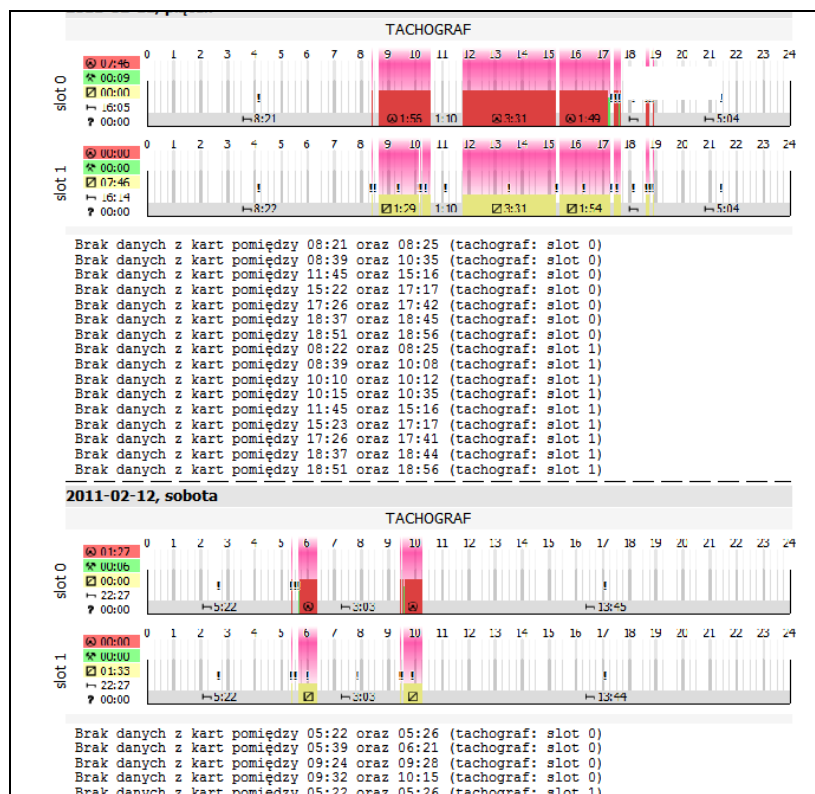 TACHOGRAF
0 1 2 3 4 5 6 7 8 9 10 11 12 13 14 15 16 17 18 19 20 21 22 23 24
slot 0
07:46
00:09
00:00
16:05
? 00:00
8:21 1:56 1:10 3:31 1:49 5:04
0 1 2 3 4 5 6 7 8 9 10 11 12 13 14 15 16 17 18 19 20 21 22 23 24
slot 1
00:00
00:00
07:46
16:14
? 00:00
8:22 1:29 1:10 3:31 1:54 5:04
Brak danych z kart pomiędzy 08:21 oraz 08:25 (tachograf: slot 0)
Brak danych z kart pomiędzy 08:39 oraz 10:35 (tachograf: slot 0)
Brak danych z kart pomiędzy 11:45 oraz 15:16 (tachograf: slot 0)
Brak danych z kart pomiędzy 15:22 oraz 17:17 (tachograf: slot 0)
Brak danych z kart pomiędzy 17:26 oraz 17:42 (tachograf: slot 0)
Brak danych z kart pomiędzy 18:37 oraz 18:45 (tachograf: slot 0)
Brak danych z kart pomiędzy 18:51 oraz 18:56 (tachograf: slot 0)
Brak danych z kart pomiędzy 08:22 oraz 08:25 (tachograf: slot 1)
Brak danych z kart pomiędzy 08:39 oraz 10:08 (tachograf: slot 1)
Brak danych z kart pomiędzy 10:10 oraz 10:12 (tachograf: slot 1)
Brak danych z kart pomiędzy 10:15 oraz 10:35 (tachograf: slot 1)
Brak danych z kart pomiędzy 11:45 oraz 15:16 (tachograf: slot 1)
Brak danych z kart pomiędzy 15:23 oraz 17:17 (tachograf: slot 1)
Brak danych z kart pomiędzy 17:26 oraz 17:41 (tachograf: slot 1)
Brak danych z kart pomiędzy 18:37 oraz 18:44 (tachograf: slot 1)
Brak danych z kart pomiędzy 18:51 oraz 18:56 (tachograf: slot 1)
2011-02-12, sobota
TACHOGRAF
0 1 2 3 4 5 6 7 8 9 10 11 12 13 14 15 16 17 18 19 20 21 22 23 24
slot 0
01:27
00:06
00:00
22:27
? 00:00
5:22 3:03 13:45
0 1 2 3 4 5 6 7 8 9 10 11 12 13 14 15 16 17 18 19 20 21 22 23 24
slot 1
00:00
00:00
01:33
22:27
? 00:00
5:22 3:03 13:44
Brak danych z kart pomiędzy 05:22 oraz 05:26 (tachograf: slot 0)
Brak danych z kart pomiędzy 05:39 oraz 06:21 (tachograf: slot 0)
Brak danych z kart pomiędzy 09:24 oraz 09:28 (tachograf: slot 0)
Brak danych z kart pomiędzy 09:32 oraz 10:15 (tachograf: slot 0)
Brak danych z kart pomiędzy 05:22 oraz 05:26 (tachograf: slot 1)